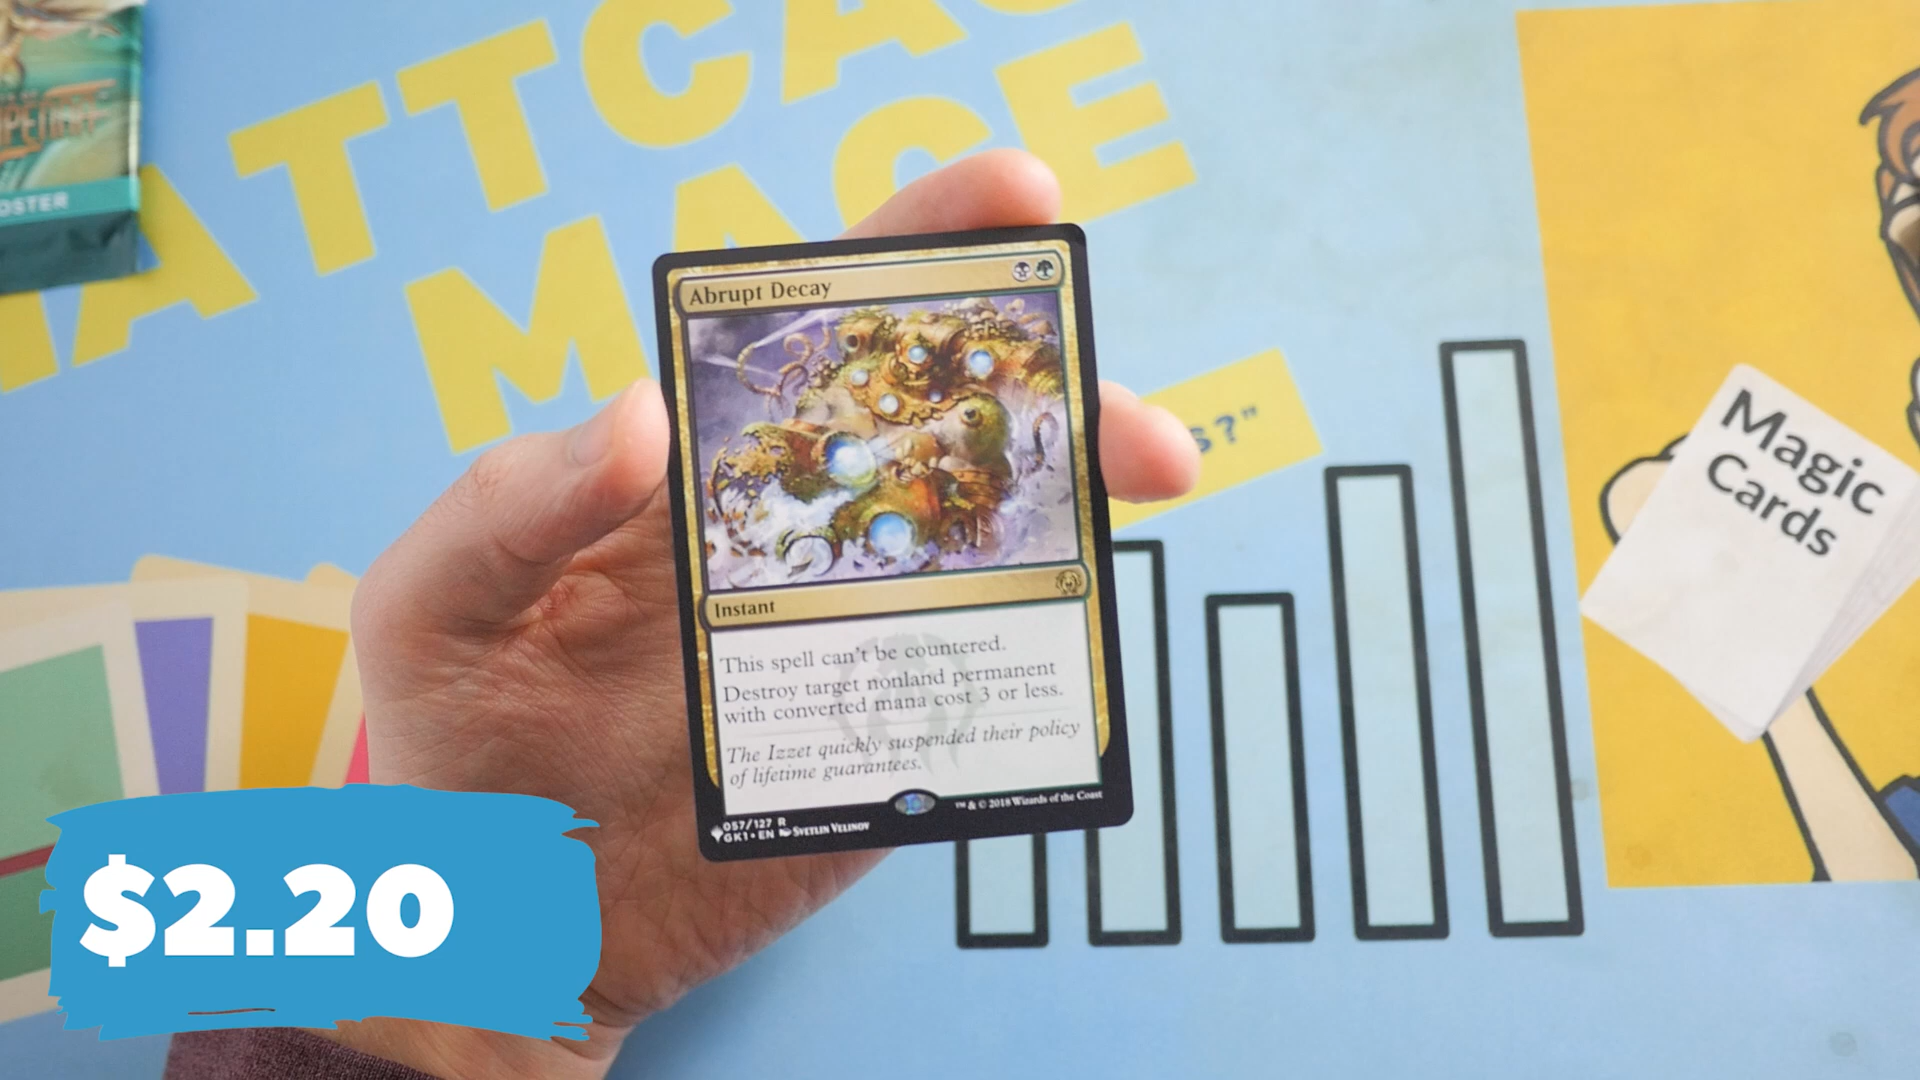 OSTER
ATTCA
MAGE
s?"
Magic
Cards
Abrupt Decay
Instant
This spell can't be countered.
Destroy target nonland permanent
with converted mana cost 3 or less.
The Izzet quickly suspended their policy
of lifetime guarantees.
057/127 R
GK1 • EN SVETLIN VELINOV
™ & © 2018 Wizards of the Coast
$2.20